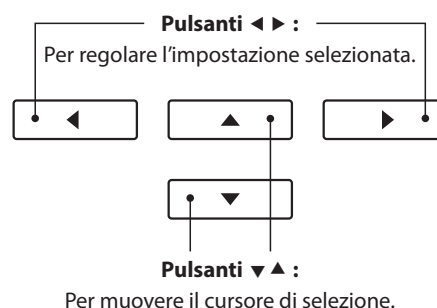 Pulsanti ◀ ▶ :
Per regolare l’impostazione selezionata.
Pulsanti ▼ ▲ :
Per muovere il cursore di selezione.